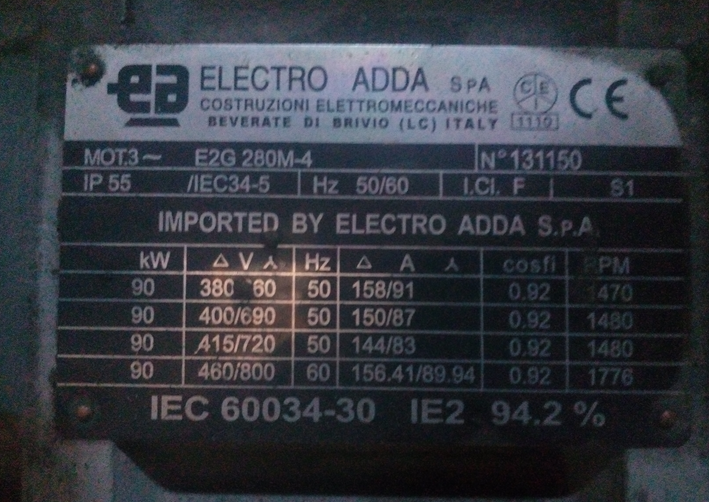 ea ELECTRO ADDA SPA
COSTRUZIONI ELETTROMECCANICHE
BEVERATE DI BRIVIO (LC) ITALY
CEI
1110
CE
MOT.3~ E2G 280M-4 N°131150
IP 55 /IEC34-5 Hz 50/60 I.Cl. F S1
IMPORTED BY ELECTRO ADDA S.P.A
kW Δ V ⅄ Hz Δ A ⅄ cosfi RPM
90 380 60 50 158/91 0.92 1470
90 400/690 50 150/87 0.92 1480
90 415/720 50 144/83 0.92 1480
90 460/800 60 156.41/89.94 0.92 1776
IEC 60034-30 IE2 94.2 %